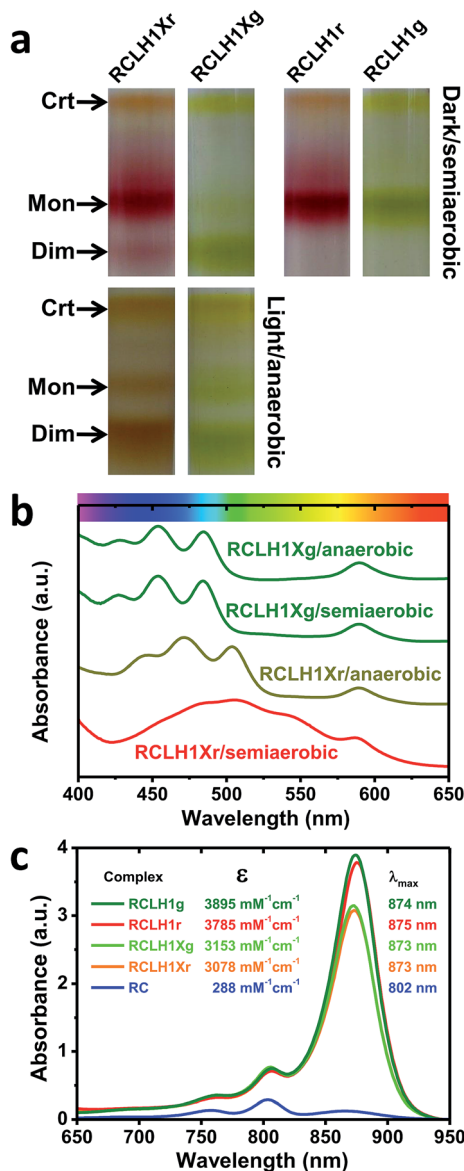 a
RCLH1Xr
RCLH1Xg
RCLH1r
RCLH1g
Crt
Mon
Dim
Dark/semiaerobic
Crt
Mon
Dim
Light/anaerobic
b
RCLH1Xg/anaerobic
RCLH1Xg/semiaerobic
RCLH1Xr/anaerobic
RCLH1Xr/semiaerobic
Absorbance (a.u.)
400 450 500 550 600 650
Wavelength (nm)
c
Complex ε λmax
RCLH1g 3895 mM⁻¹cm⁻¹ 874 nm
RCLH1r 3785 mM⁻¹cm⁻¹ 875 nm
RCLH1Xg 3153 mM⁻¹cm⁻¹ 873 nm
RCLH1Xr 3078 mM⁻¹cm⁻¹ 873 nm
RC 288 mM⁻¹cm⁻¹ 802 nm
Absorbance (a.u.)
4
3
2
1
0
650 700 750 800 850 900 950
Wavelength (nm)